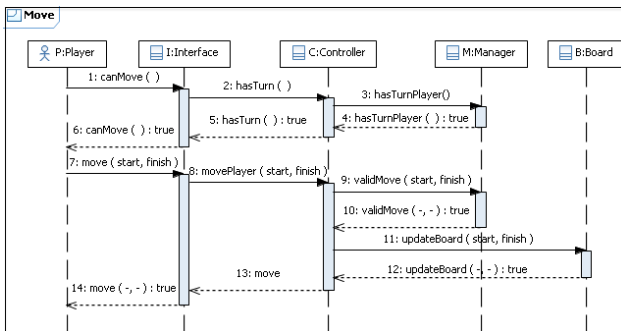 Move
P:Player
I:Interface
C:Controller
M:Manager
B:Board
1: canMove ( )
2: hasTurn ( )
3: hasTurnPlayer()
4: hasTurnPlayer ( ) : true
5: hasTurn ( ) : true
6: canMove ( ) : true
7: move ( start, finish )
8: movePlayer ( start, finish )
9: validMove ( start, finish )
10: validMove ( -, - ) : true
11: updateBoard ( start, finish )
12: updateBoard ( -, - ) : true
13: move
14: move ( -, - ) : true